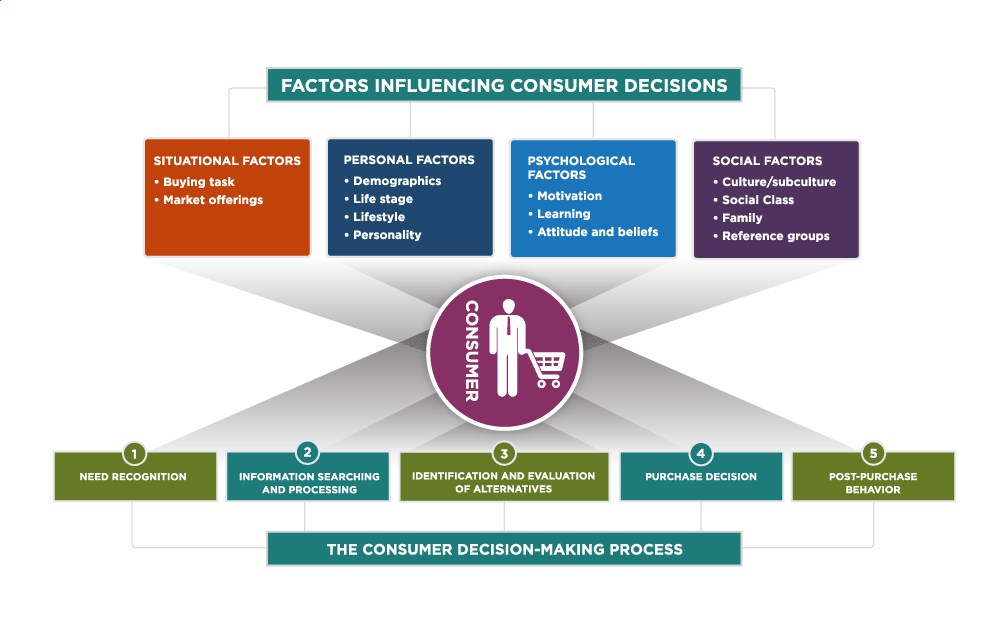 FACTORS INFLUENCING CONSUMER DECISIONS
SITUATIONAL FACTORS
• Buying task
• Market offerings
PERSONAL FACTORS
• Demographics
• Life stage
• Lifestyle
• Personality
PSYCHOLOGICAL
FACTORS
• Motivation
• Learning
• Attitude and beliefs
SOCIAL FACTORS
• Culture/subculture
• Social Class
• Family
• Reference groups
CONSUMER
1
NEED RECOGNITION
2
INFORMATION SEARCHING
AND PROCESSING
3
IDENTIFICATION AND EVALUATION
OF ALTERNATIVES
4
PURCHASE DECISION
5
POST-PURCHASE
BEHAVIOR
THE CONSUMER DECISION-MAKING PROCESS